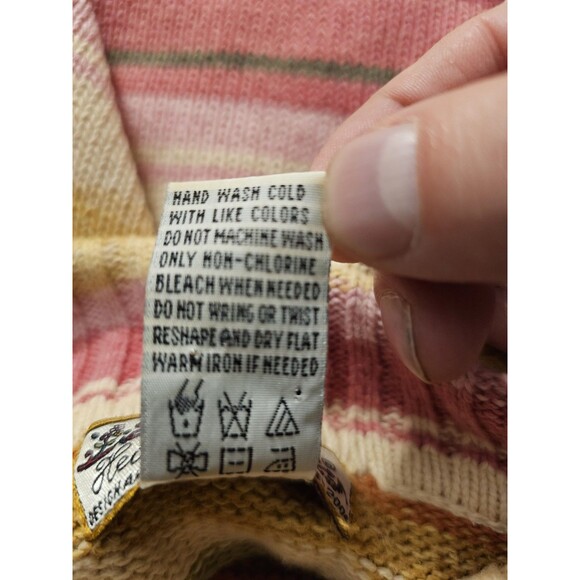 HAND WASH COLD
WITH LIKE COLORS
DO NOT MACHINE WASH
ONLY NON-CHLORINE
BLEACH WHEN NEEDED
DO NOT WRING OR TWIST
RESHAPE AND DRY FLAT
WARM IRON IF NEEDED